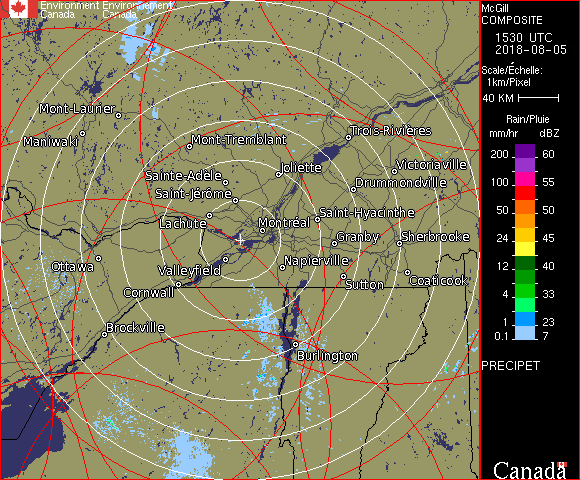 Environment Environnement
Canada Canada
McGill
COMPOSITE
1530 UTC
2018-08-05
Scale/Échelle:
1km/Pixel
40 KM
Rain/Pluie
mm/hr dBZ
200 60
55
100 55
50 50
24 45
12 40
4 33
1 23
0.1 7
PRECIPET
Canada
Mont-Laurier
Maniwaki
Mont-Tremblant
Trois-Rivières
Joliette
Victoriaville
Sainte-Adèle
Drummondville
Saint-Jérôme
Saint-Hyacinthe
Lachute
Montréal
Granby
Sherbrooke
Ottawa
Valleyfield
Napierville
Cornwall
Sutton
Coaticook
Brockville
Burlington